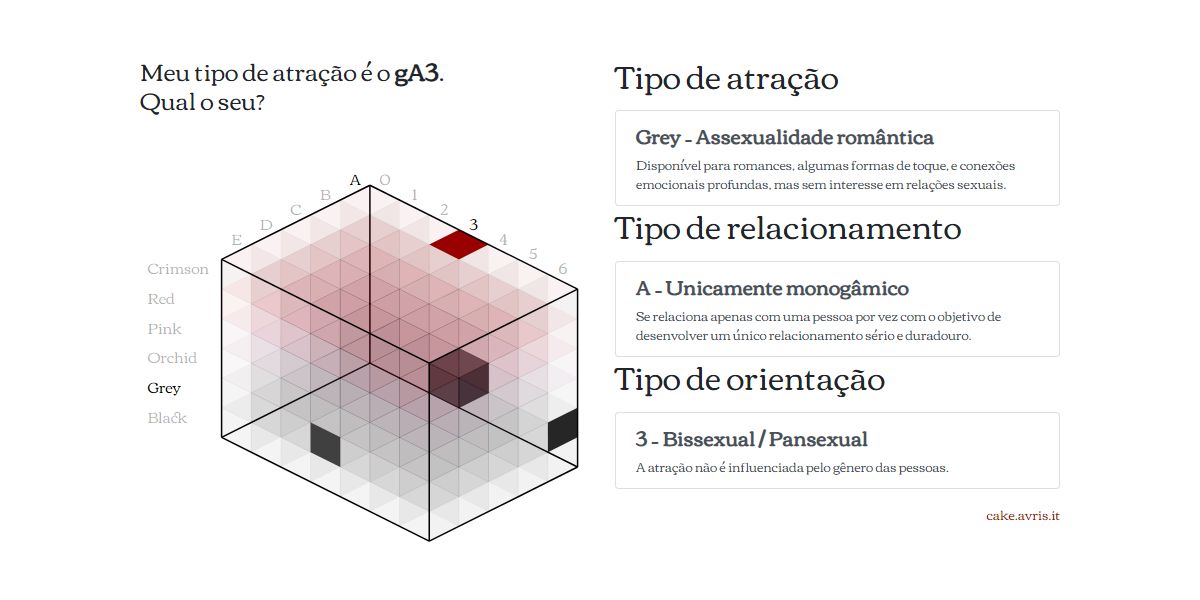 Meu tipo de atração é o gA3.
Qual o seu?
A O
B 1
C 2
D 3
E 4
5
6
Crimson
Red
Pink
Orchid
Grey
Black
Tipo de atração
Grey - Assexualidade romântica
Disponível para romances, algumas formas de toque, e conexões
emocionais profundas, mas sem interesse em relações sexuais.
Tipo de relacionamento
A - Unicamente monogâmico
Se relaciona apenas com uma pessoa por vez com o objetivo de
desenvolver um único relacionamento sério e duradouro.
Tipo de orientação
3 - Bissexual / Pansexual
A atração não é influenciada pelo gênero das pessoas.
cake.avris.it